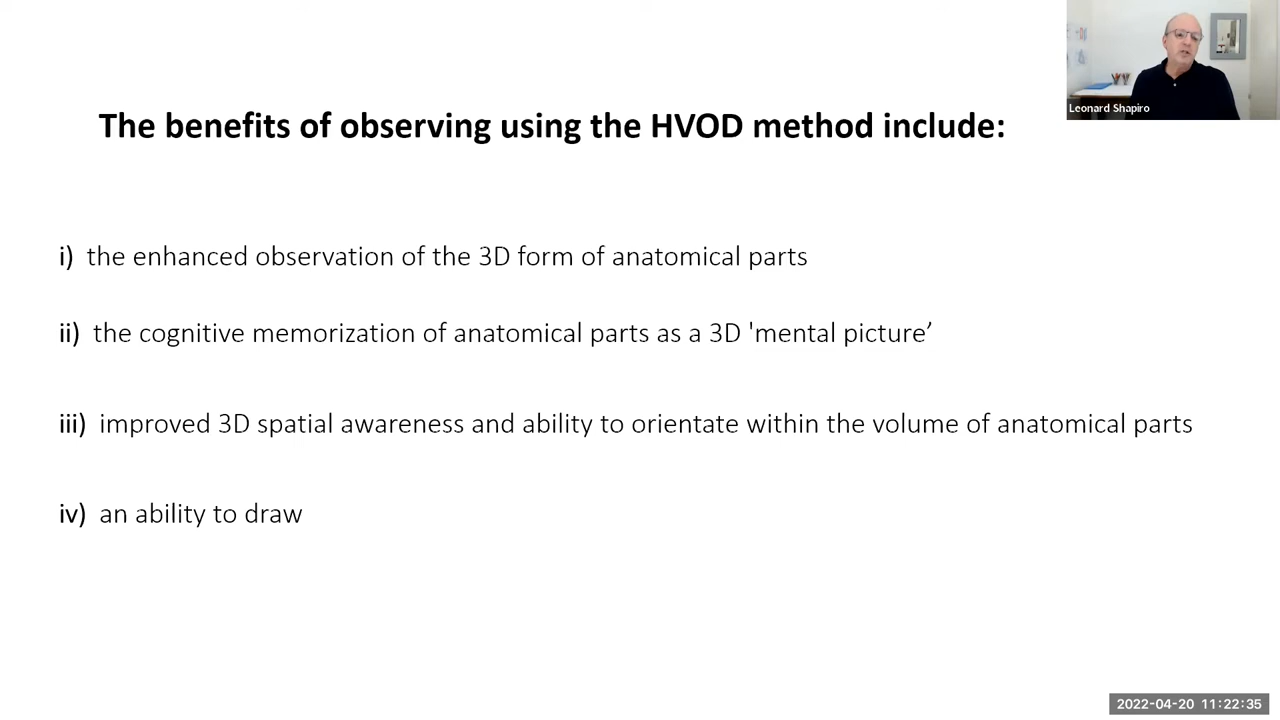 Leonard Shapiro
The benefits of observing using the HVOD method include:
i) the enhanced observation of the 3D form of anatomical parts
ii) the cognitive memorization of anatomical parts as a 3D 'mental picture’
iii) improved 3D spatial awareness and ability to orientate within the volume of anatomical parts
iv) an ability to draw
2022-04-20 11:22:35